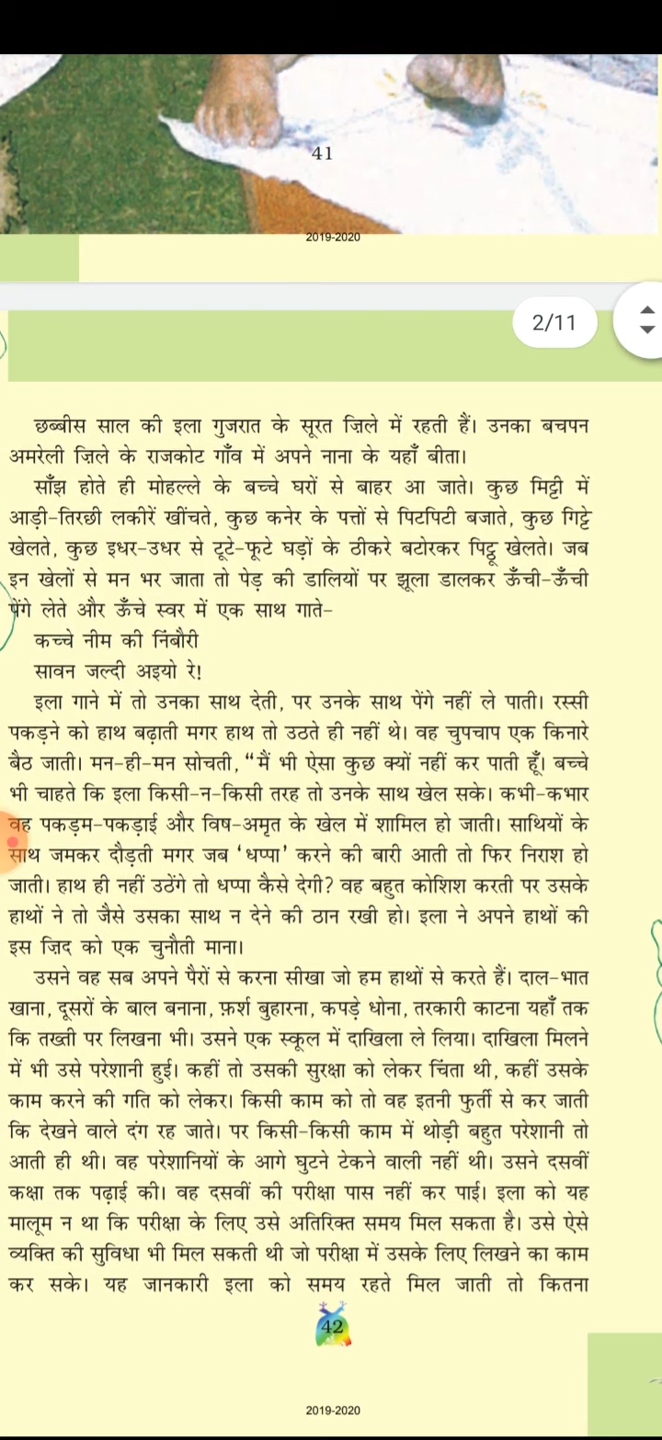 41
2019-2020
2/11
छब्बीस साल की इला गुजरात के सूरत ज़िले में रहती हैं। उनका बचपन
अमरेली ज़िले के राजकोट गाँव में अपने नाना के यहाँ बीता।
साँझ होते ही मोहल्ले के बच्चे घरों से बाहर आ जाते। कुछ मिट्टी में
आड़ी-तिरछी लकीरें खींचते, कुछ कनेर के पत्तों से पिटपिटी बजाते, कुछ गिट्टे
खेलते, कुछ इधर-उधर से टूटे-फूटे घड़ों के ठीकरे बटोरकर पिट्ठू खेलते। जब
इन खेलों से मन भर जाता तो पेड़ की डालियों पर झूला डालकर ऊँची-ऊँची
पेंगे लेते और ऊँचे स्वर में एक साथ गाते-
कच्चे नीम की निंबौरी
सावन जल्दी अइयो रे!
इला गाने में तो उनका साथ देती, पर उनके साथ पेंगे नहीं ले पाती। रस्सी
पकड़ने को हाथ बढ़ाती मगर हाथ तो उठते ही नहीं थे। वह चुपचाप एक किनारे
बैठ जाती। मन-ही-मन सोचती, “मैं भी ऐसा कुछ क्यों नहीं कर पाती हूँ। बच्चे
भी चाहते कि इला किसी-न-किसी तरह तो उनके साथ खेल सके। कभी-कभार
वह पकड़म-पकड़ाई और विष-अमृत के खेल में शामिल हो जाती। साथियों के
साथ जमकर दौड़ती मगर जब ‘धप्पा’ करने की बारी आती तो फिर निराश हो
जाती। हाथ ही नहीं उठेंगे तो धप्पा कैसे देगी? वह बहुत कोशिश करती पर उसके
हाथों ने तो जैसे उसका साथ न देने की ठान रखी हो। इला ने अपने हाथों की
इस ज़िद को एक चुनौती माना।
उसने वह सब अपने पैरों से करना सीखा जो हम हाथों से करते हैं। दाल-भात
खाना, दूसरों के बाल बनाना, फ़र्श बुहारना, कपड़े धोना, तरकारी काटना यहाँ तक
कि तख्ती पर लिखना भी। उसने एक स्कूल में दाखिला ले लिया। दाखिला मिलने
में भी उसे परेशानी हुई। कहीं तो उसकी सुरक्षा को लेकर चिंता थी, कहीं उसके
काम करने की गति को लेकर। किसी काम को तो वह इतनी फुर्ती से कर जाती
कि देखने वाले दंग रह जाते। पर किसी-किसी काम में थोड़ी बहुत परेशानी तो
आती ही थी। वह परेशानियों के आगे घुटने टेकने वाली नहीं थी। उसने दसवीं
कक्षा तक पढ़ाई की। वह दसवीं की परीक्षा पास नहीं कर पाई। इला को यह
मालूम न था कि परीक्षा के लिए उसे अतिरिक्त समय मिल सकता है। उसे ऐसे
व्यक्ति की सुविधा भी मिल सकती थी जो परीक्षा में उसके लिए लिखने का काम
कर सके। यह जानकारी इला को समय रहते मिल जाती तो कितना
42
2019-2020